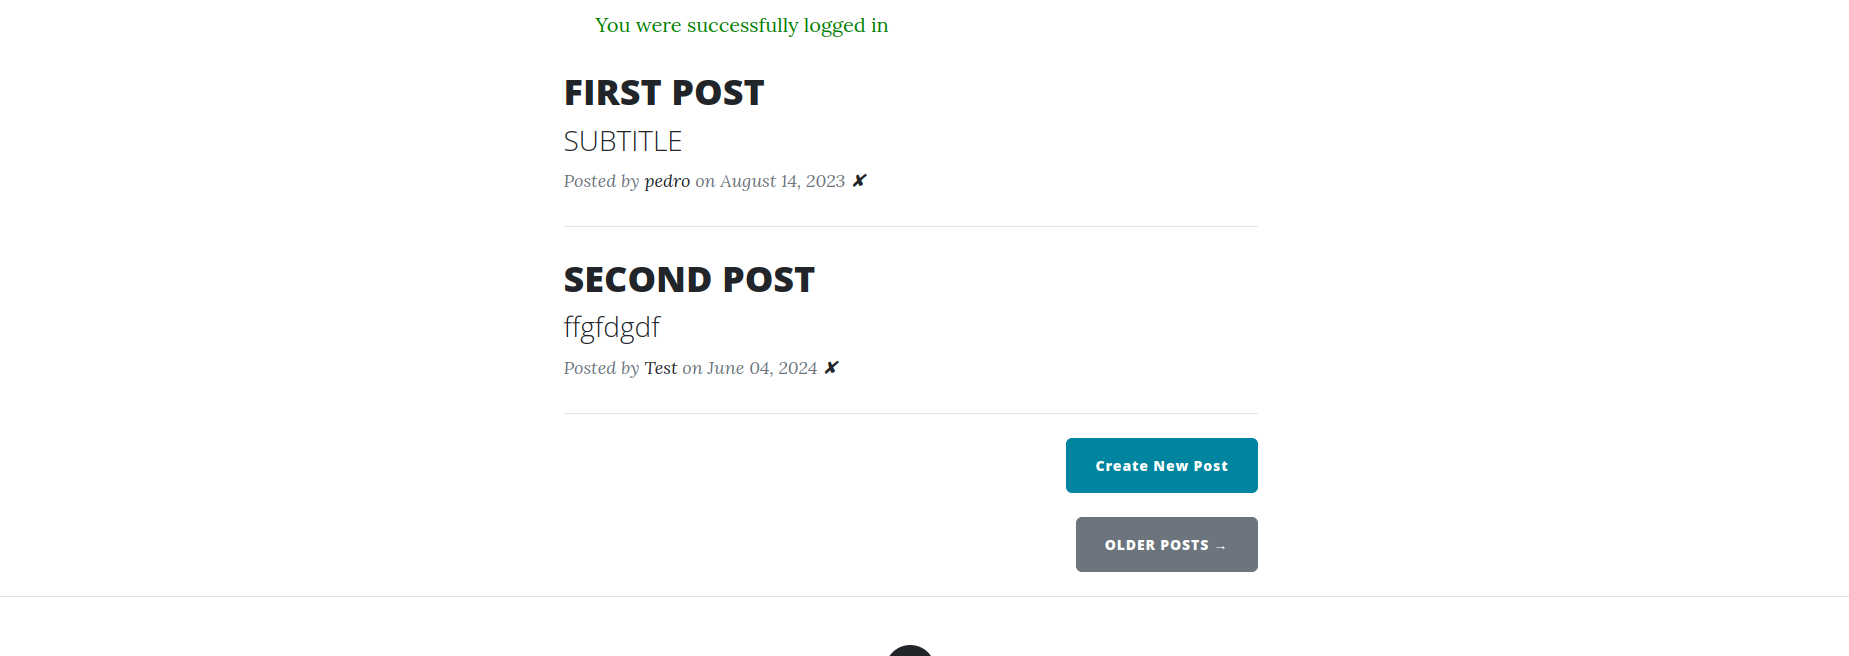 You were successfully logged in
FIRST POST
SUBTITLE
Posted by pedro on August 14, 2023 ✘
SECOND POST
ffgfdgdf
Posted by Test on June 04, 2024 ✘
Create New Post
OLDER POSTS →